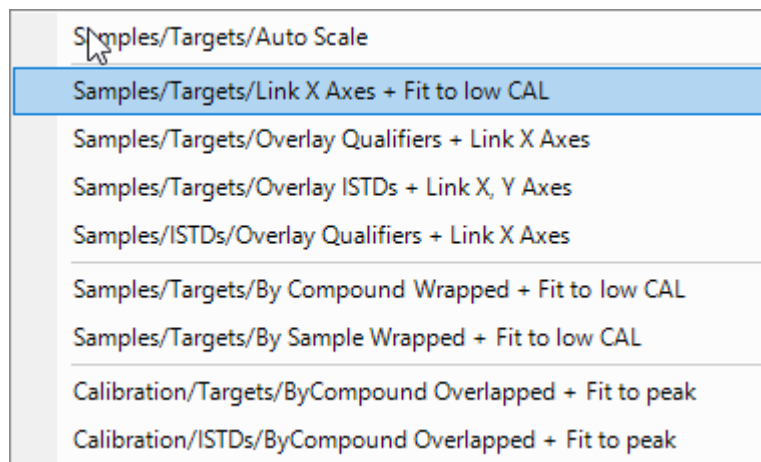 Samples/Targets/Auto Scale
Samples/Targets/Link X Axes + Fit to low CAL
Samples/Targets/Overlay Qualifiers + Link X Axes
Samples/Targets/Overlay ISTDs + Link X, Y Axes
Samples/ISTDs/Overlay Qualifiers + Link X Axes
Samples/Targets/By Compound Wrapped + Fit to low CAL
Samples/Targets/By Sample Wrapped + Fit to low CAL
Calibration/Targets/ByCompound Overlapped + Fit to peak
Calibration/ISTDs/ByCompound Overlapped + Fit to peak